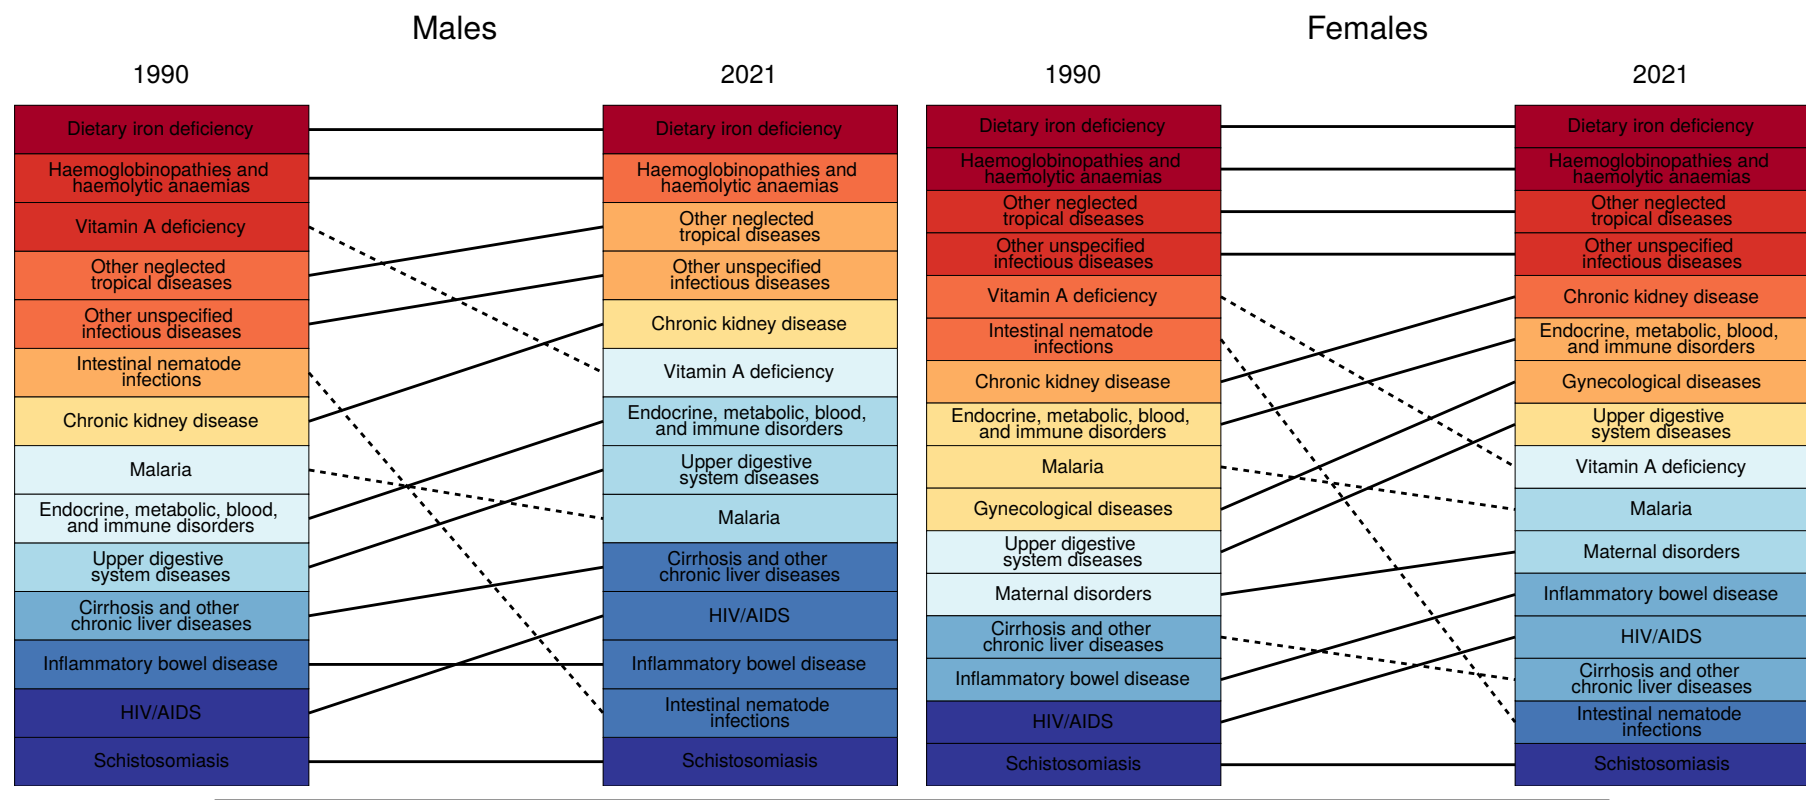 Males
1990
2021
Dietary iron deficiency
Haemoglobinopathies and
haemolytic anaemias
Vitamin A deficiency
Other neglected
tropical diseases
Other unspecified
infectious diseases
Intestinal nematode
infections
Chronic kidney disease
Malaria
Endocrine, metabolic, blood,
and immune disorders
Upper digestive
system diseases
Cirrhosis and other
chronic liver diseases
Inflammatory bowel disease
HIV/AIDS
Schistosomiasis
Dietary iron deficiency
Haemoglobinopathies and
haemolytic anaemias
Other neglected
tropical diseases
Other unspecified
infectious diseases
Chronic kidney disease
Vitamin A deficiency
Endocrine, metabolic, blood,
and immune disorders
Upper digestive
system diseases
Malaria
Cirrhosis and other
chronic liver diseases
HIV/AIDS
Inflammatory bowel disease
Intestinal nematode
infections
Schistosomiasis
Females
1990
2021
Dietary iron deficiency
Haemoglobinopathies and
haemolytic anaemias
Other neglected
tropical diseases
Other unspecified
infectious diseases
Vitamin A deficiency
Intestinal nematode
infections
Chronic kidney disease
Endocrine, metabolic, blood,
and immune disorders
Malaria
Gynecological diseases
Upper digestive
system diseases
Maternal disorders
Cirrhosis and other
chronic liver diseases
Inflammatory bowel disease
HIV/AIDS
Schistosomiasis
Dietary iron deficiency
Haemoglobinopathies and
haemolytic anaemias
Other neglected
tropical diseases
Other unspecified
infectious diseases
Chronic kidney disease
Endocrine, metabolic, blood,
and immune disorders
Gynecological diseases
Upper digestive
system diseases
Vitamin A deficiency
Malaria
Maternal disorders
Inflammatory bowel disease
HIV/AIDS
Cirrhosis and other
chronic liver diseases
Intestinal nematode
infections
Schistosomiasis